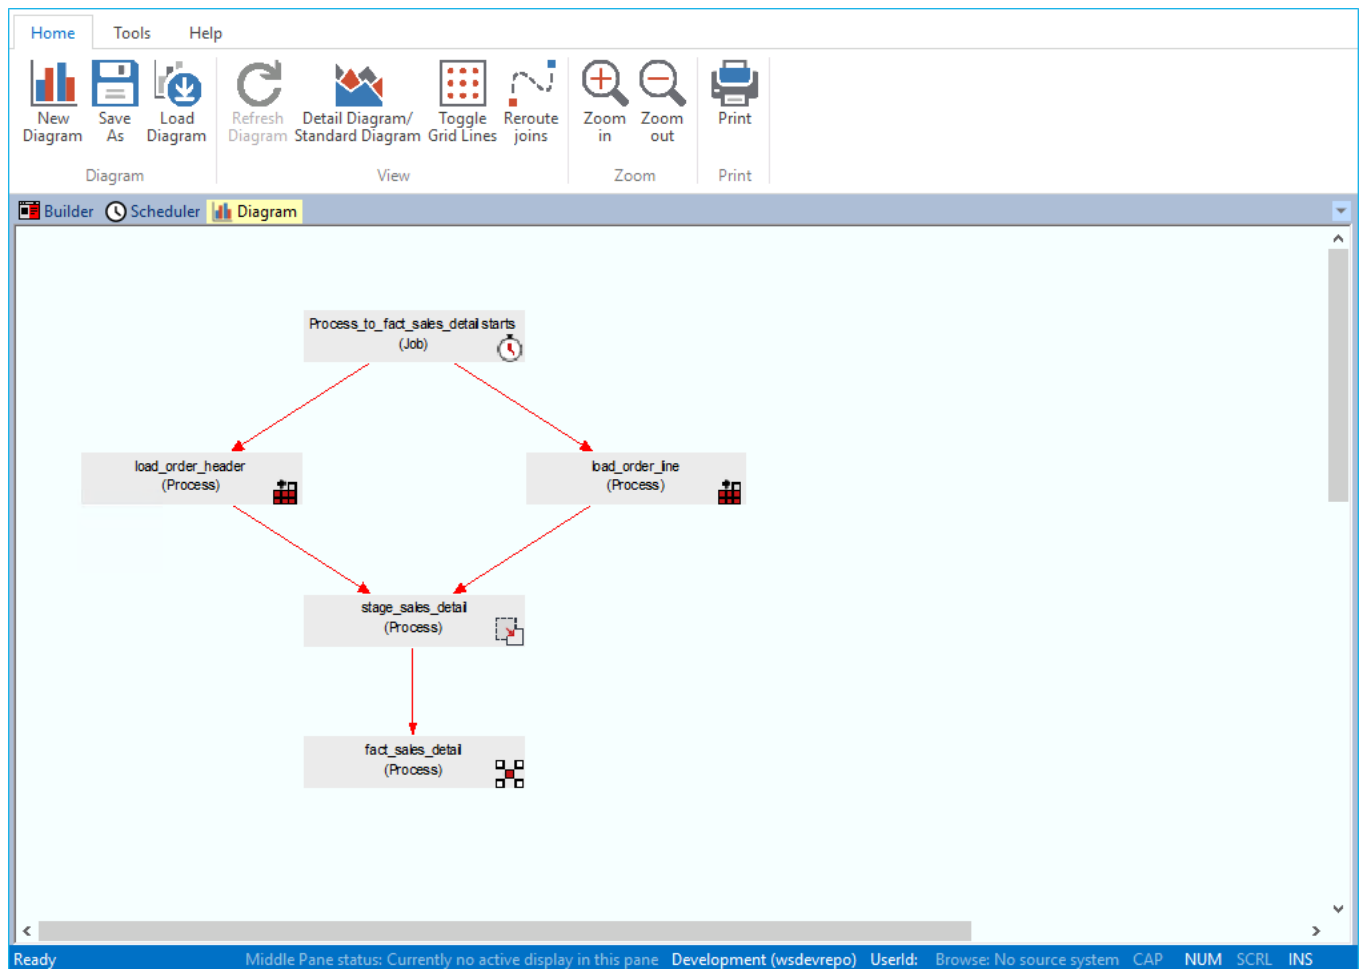 Home Tools Help
New Diagram
Save As
Load Diagram
Refresh Diagram
Detail Diagram/ Standard Diagram
Toggle Grid Lines
Reroute joins
Zoom in
Zoom out
Print
Diagram View Zoom Print
Builder Scheduler Diagram
Process_to_fact_sales_detail starts
(Job)
load_order_header
(Process)
load_order_line
(Process)
stage_sales_detail
(Process)
fact_sales_detail
(Process)
Ready Middle Pane status: Currently no active display in this pane Development (wsdevrepo) UserId: Browse: No source system CAP NUM SCRL INS